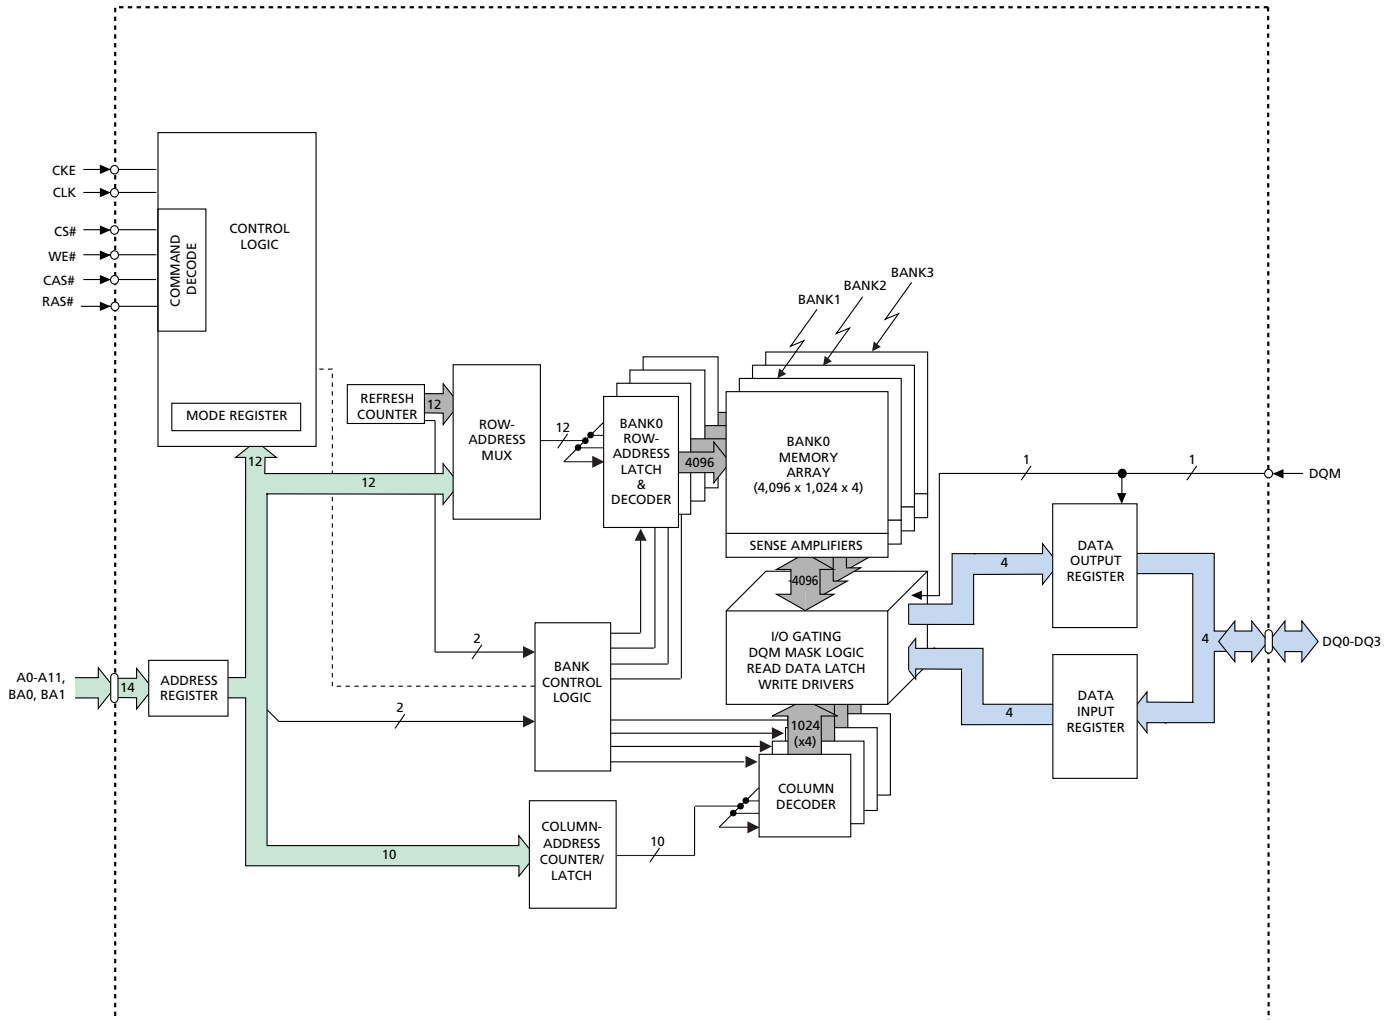 CKE
CLK
CS#
WE#
CAS#
RAS#
CONTROL
LOGIC
COMMAND
DECODE
MODE REGISTER
12
12
REFRESH
COUNTER
12
ROW-
ADDRESS
MUX
12
BANK0
ROW-
ADDRESS
LATCH
&
DECODER
4096
BANK1
BANK2
BANK3
BANK0
MEMORY
ARRAY
(4,096 x 1,024 x 4)
SENSE AMPLIFIERS
4096
I/O GATING
DQM MASK LOGIC
READ DATA LATCH
WRITE DRIVERS
1
1
DQM
DATA
OUTPUT
REGISTER
4
4
DQ0-DQ3
DATA
INPUT
REGISTER
4
A0-A11,
BA0, BA1
14
ADDRESS
REGISTER
2
2
BANK
CONTROL
LOGIC
1024
(x4)
COLUMN
DECODER
10
COLUMN-
ADDRESS
COUNTER/
LATCH
10